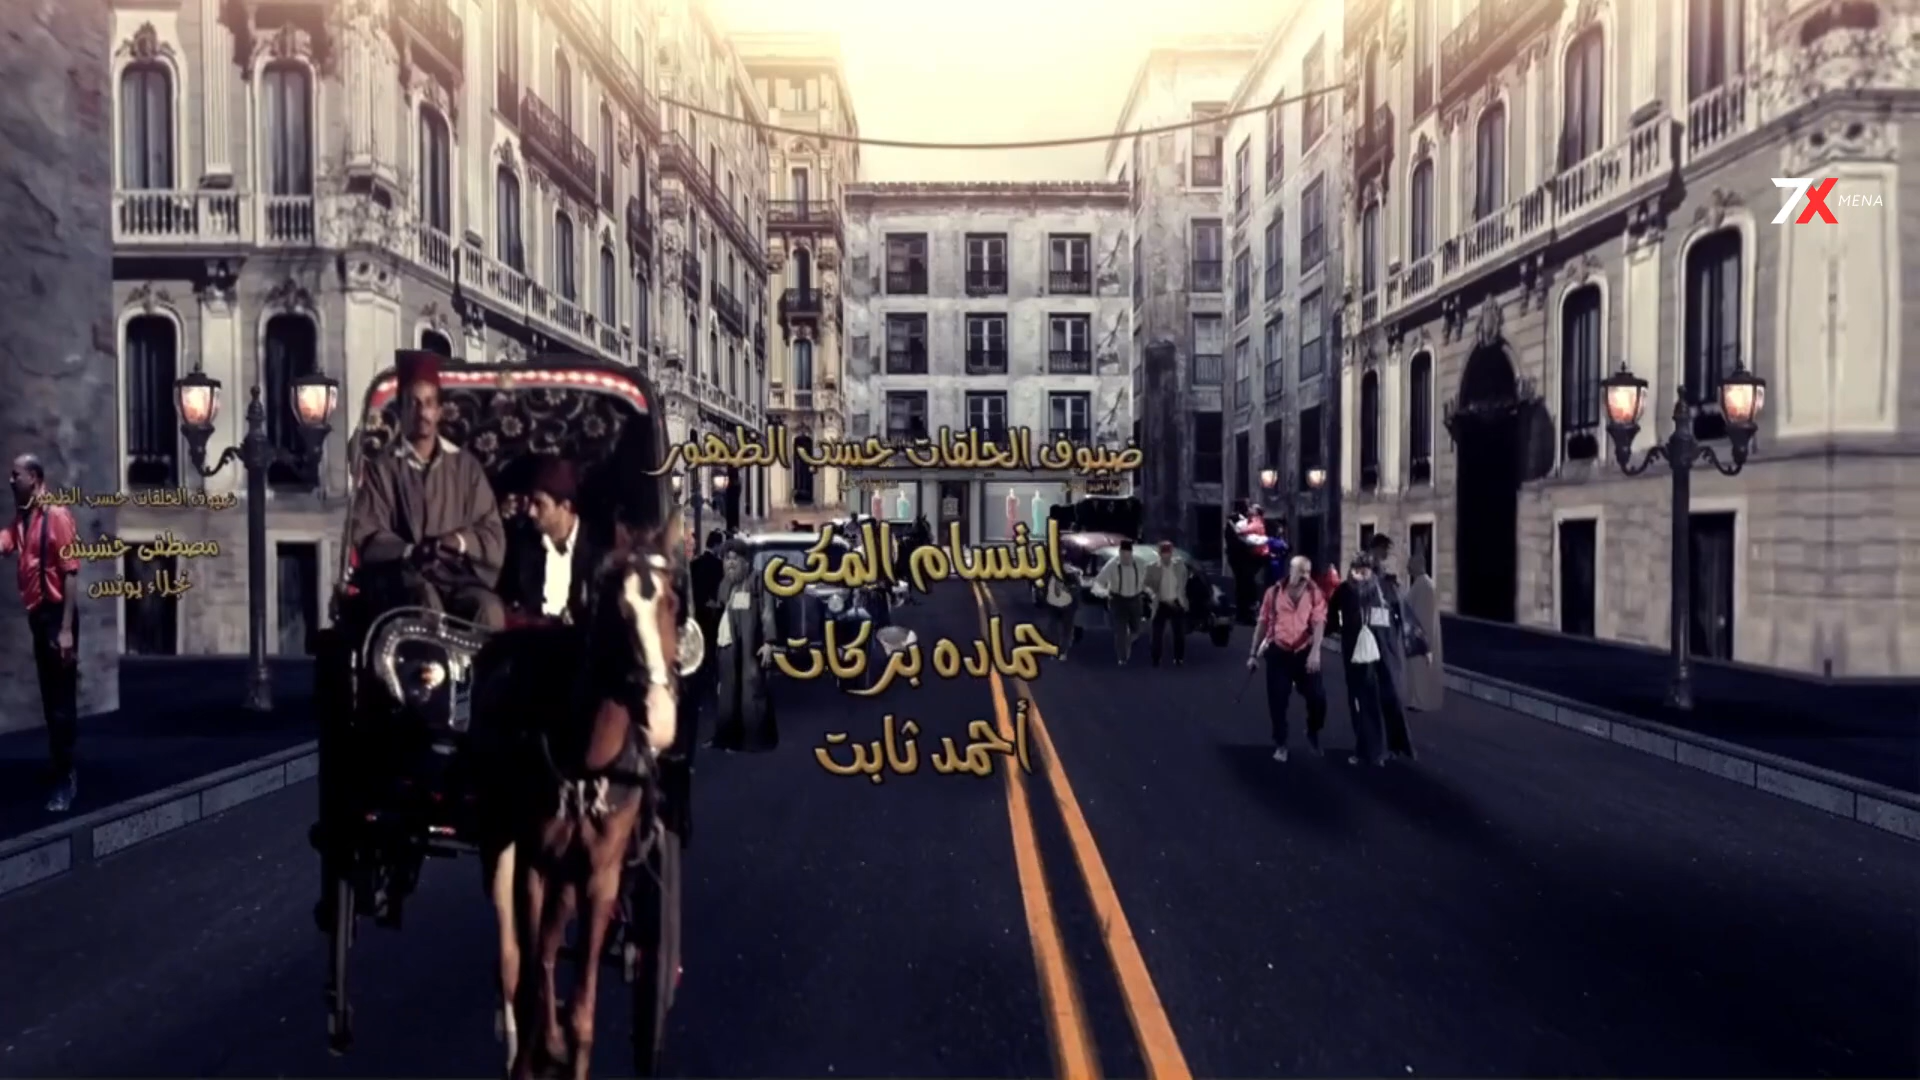 7X MENA
ضيوف الحلقات حسب الظهور
ابتسام المكى
حماده بركات
أحمد ثابت
ضيوف الحلقات حسب الظهور
مصطفى حشيش
نجلاء يونس